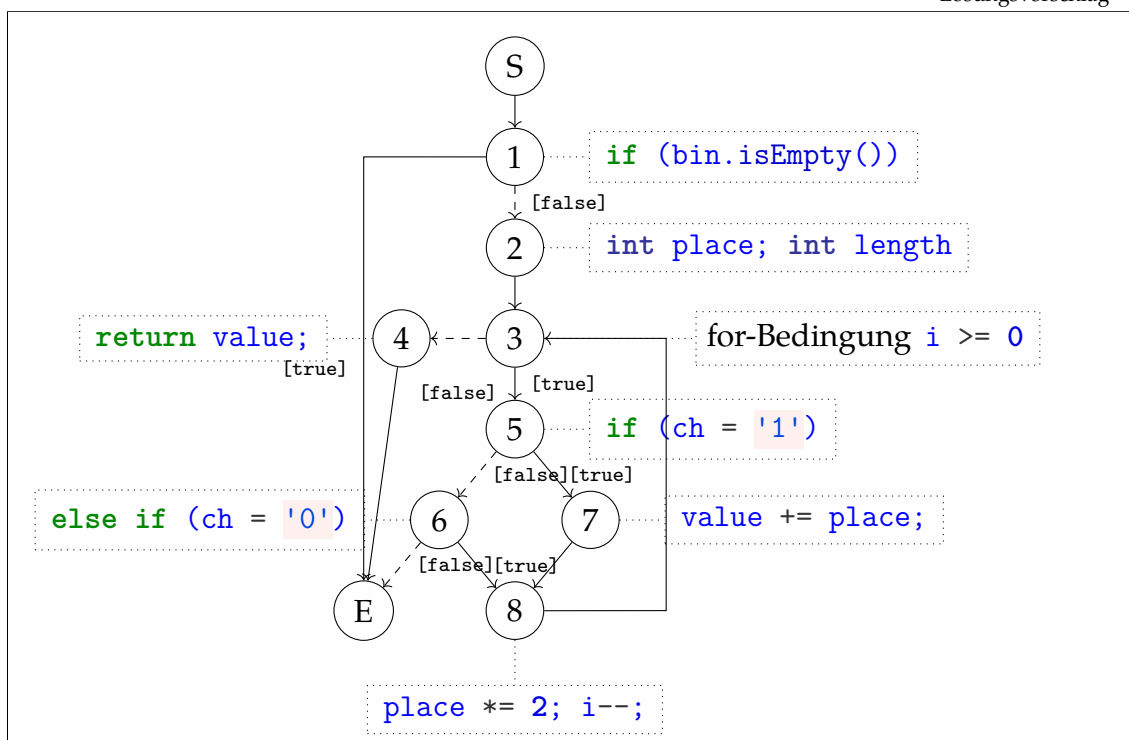 Lösungsvorschlag
S
1 if (bin.isEmpty())
[false]
2 int place; int length
return value; 4 3 for-Bedingung i >= 0
[true] [false] [true]
5 if (ch = '1')
[false][true]
else if (ch = '0') 6 7 value += place;
[false][true]
E 8
place *= 2; i--;